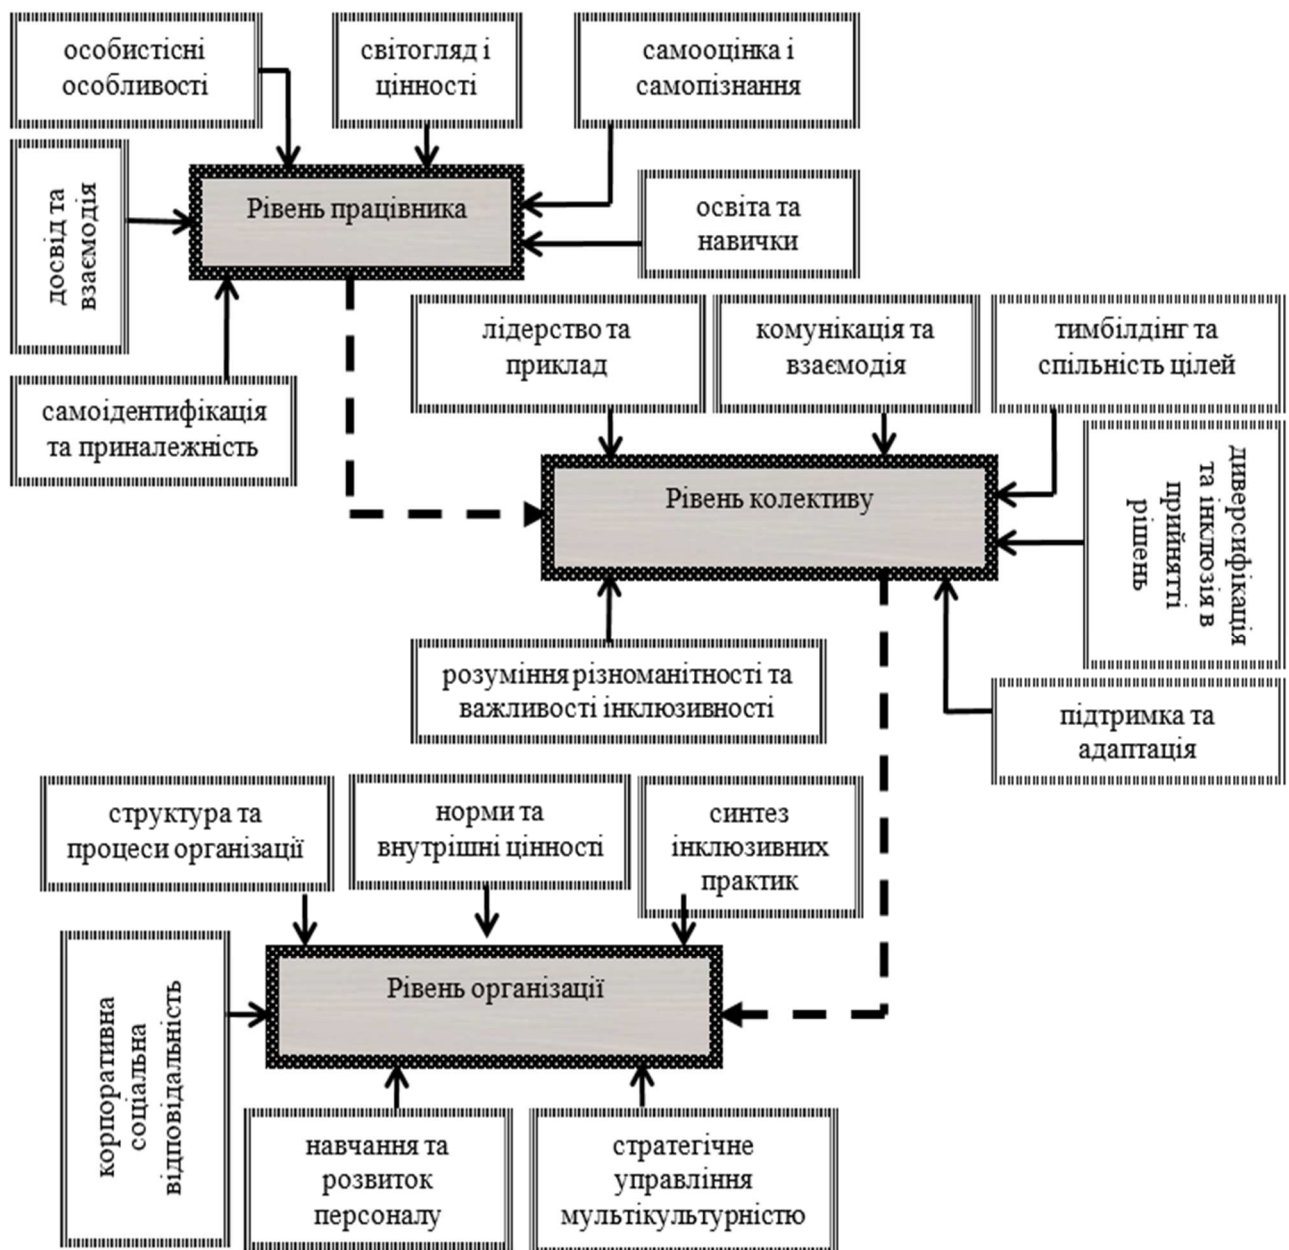 особистісні
особливості
світогляд і
цінності
самооцінка і
самопізнання
досвід та
взаємодія
Рівень працівника
освіта та
навички
самоідентифікація
та приналежність
лідерство та
приклад
комунікація та
взаємодія
тимбілдінг та
спільність цілей
Рівень колективу
диверсифікація
та інклюзія в
прийнятті
рішень
розуміння різноманітності та
важливості інклюзивності
підтримка та
адаптація
структура та
процеси організації
норми та
внутрішні цінності
синтез
інклюзивних
практик
корпоративна
соціальна
відповідальність
Рівень організації
навчання та
розвиток
персоналу
стратегічне
управління
мультікультурністю